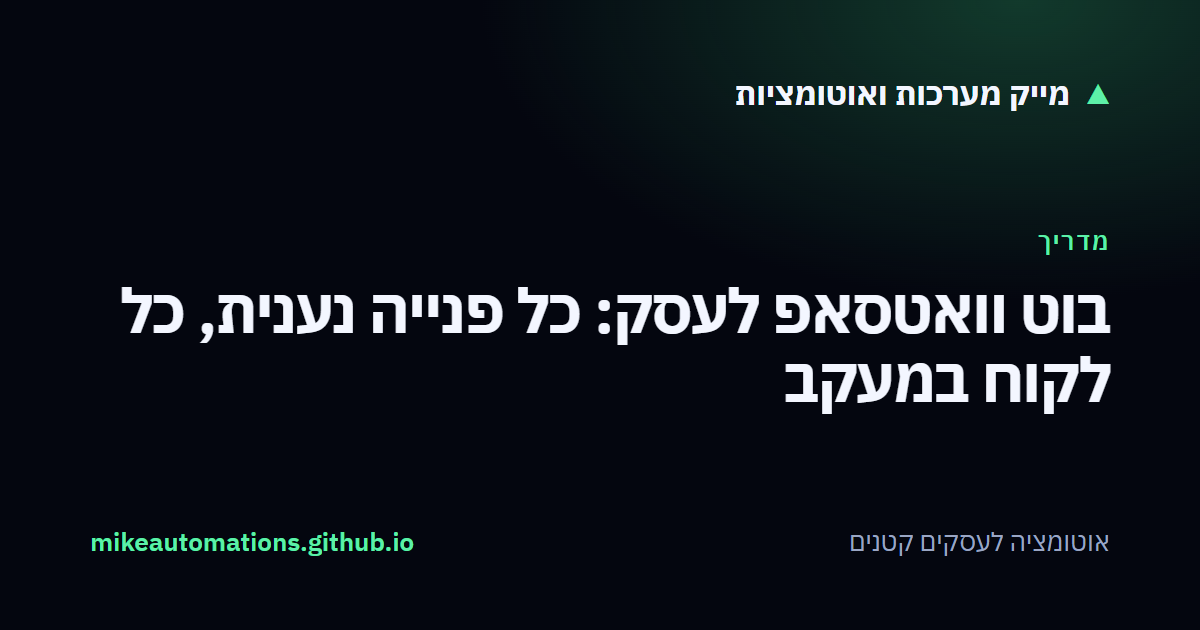 מייק מערכות ואוטומציות
מדריך
בוט וואטסאפ לעסק: כל פנייה נענית, כל
לקוח במעקב
אוטומציה לעסקים קטנים
mikeautomations.github.io